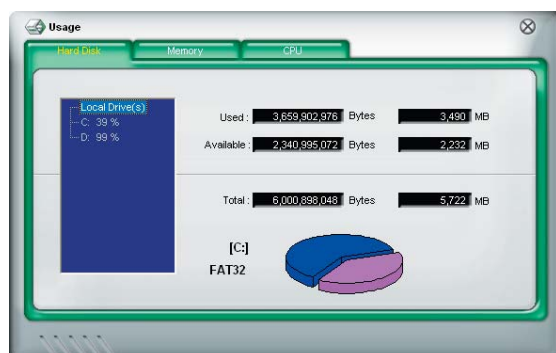 Usage
Hard Disk Memory CPU
Local Drive(s)
C: 39 %
D: 99 %
Used : 3,659,902,976 Bytes 3,490 MB
Available : 2,340,995,072 Bytes 2,232 MB
Total : 6,000,898,048 Bytes 5,722 MB
[C:]
FAT32